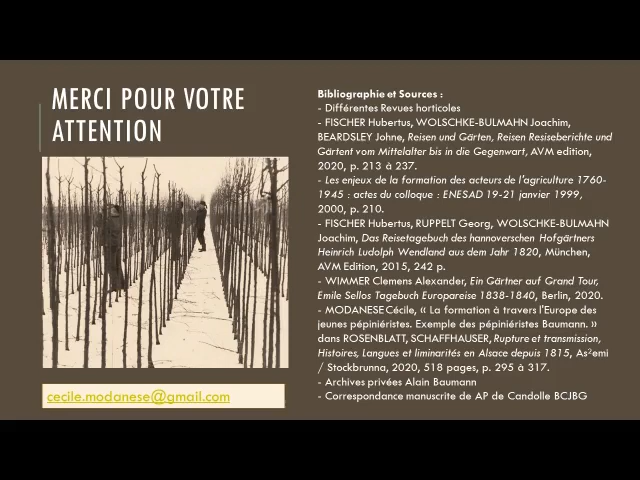 MERCI POUR VOTRE
ATTENTION
cecile.modanese@gmail.com
Bibliographie et Sources :
- Différentes Revues horticoles
- FISCHER Hubertus, WOLSCHKE-BULMAHN Joachim,
BEARDSLEY Johne, Reisen und Gärten, Reisen Resiseberichte und
Gärtent vom Mittelalter bis in die Gegenwart, AVM edition,
2020, p. 213 à 237.
- Les enjeux de la formation des acteurs de l'agriculture 1760-
1945 : actes du colloque : ENESAD 19-21 janvier 1999,
2000, p. 210.
- FISCHER Hubertus, RUPPELT Georg, WOLSCHKE-BULMAHN
Joachim, Das Reisetagebuch des hannoverschen Hofgärtners
Heinrich Ludolph Wendland aus dem Jahr 1820, München,
AVM Edition, 2015, 242 p.
- WIMMER Clemens Alexander, Ein Gärtner auf Grand Tour,
Emile Sellos Tagebuch Europareise 1838-1840, Berlin, 2020.
- MODANESE Cécile, « La formation à travers l'Europe des
jeunes pépiniéristes. Exemple des pépiniéristes Baumann. »
dans ROSENBLATT, SCHAFFHAUSER, Rupture et transmission,
Histoires, Langues et liminarités en Alsace depuis 1815, As²emi
/ Stockbrunna, 2020, 518 pages, p. 295 à 317.
- Archives privées Alain Baumann
- Correspondance manuscrite de AP de Candolle BCJBG